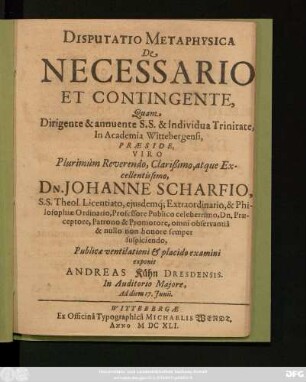 DISPUTATIO METAPHYSICA
De
NECESSARIO
ET CONTINGENTE,
Quam,
Dirigente & annuente S.S. & Individua Trinitate,
In Academia Wittebergensi,
PRÆSIDE,
VIRO
Plurimùm Reverendo, Clarißimo, atque Ex-
cellentissimo,
DN. JOHANNE SCHARFIO,
S.S. Theol. Licentiato, ejusdemq; Extraordinario, & Phi-
losophiæ Ordinario, Professore Publico celeberrimo, Dn. Præ-
ceptore, Patrono & Promotore, omni observantiâ
& nullo non honore semper
suspiciendo,
Publicæ ventilationi & placido examini
exponit
ANDREAS Kühn DRESDENSIS.
In Auditorio Majore,
Ad diem 17. Junii.
WITTEBERGÆ
Ex Officinâ Typographicâ MICHAELIS Wendt,
ANNO M DC XLI.